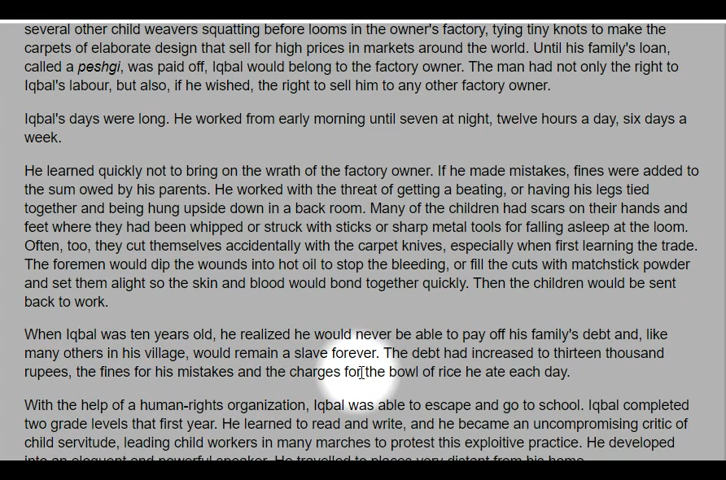 several other child weavers squatting before looms in the owner's factory, tying tiny knots to make the
carpets of elaborate design that sell for high prices in markets around the world. Until his family's loan,
called a peshgi, was paid off, Iqbal would belong to the factory owner. The man had not only the right to
Iqbal's labour, but also, if he wished, the right to sell him to any other factory owner.
Iqbal's days were long. He worked from early morning until seven at night, twelve hours a day, six days a
week.
He learned quickly not to bring on the wrath of the factory owner. If he made mistakes, fines were added to
the sum owed by his parents. He worked with the threat of getting a beating, or having his legs tied
together and being hung upside down in a back room. Many of the children had scars on their hands and
feet where they had been whipped or struck with sticks or sharp metal tools for falling asleep at the loom.
Often, too, they cut themselves accidentally with the carpet knives, especially when first learning the trade.
The foremen would dip the wounds into hot oil to stop the bleeding, or fill the cuts with matchstick powder
and set them alight so the skin and blood would bond together quickly. Then the children would be sent
back to work.
When Iqbal was ten years old, he realized he would never be able to pay off his family's debt and, like
many others in his village, would remain a slave forever. The debt had increased to thirteen thousand
rupees, the fines for his mistakes and the charges for the bowl of rice he ate each day.
With the help of a human-rights organization, Iqbal was able to escape and go to school. Iqbal completed
two grade levels that first year. He learned to read and write, and he became an uncompromising critic of
child servitude, leading child workers in many marches to protest this exploitive practice. He developed
into an eloquent and powerful speaker. He travelled to places very distant from his home.